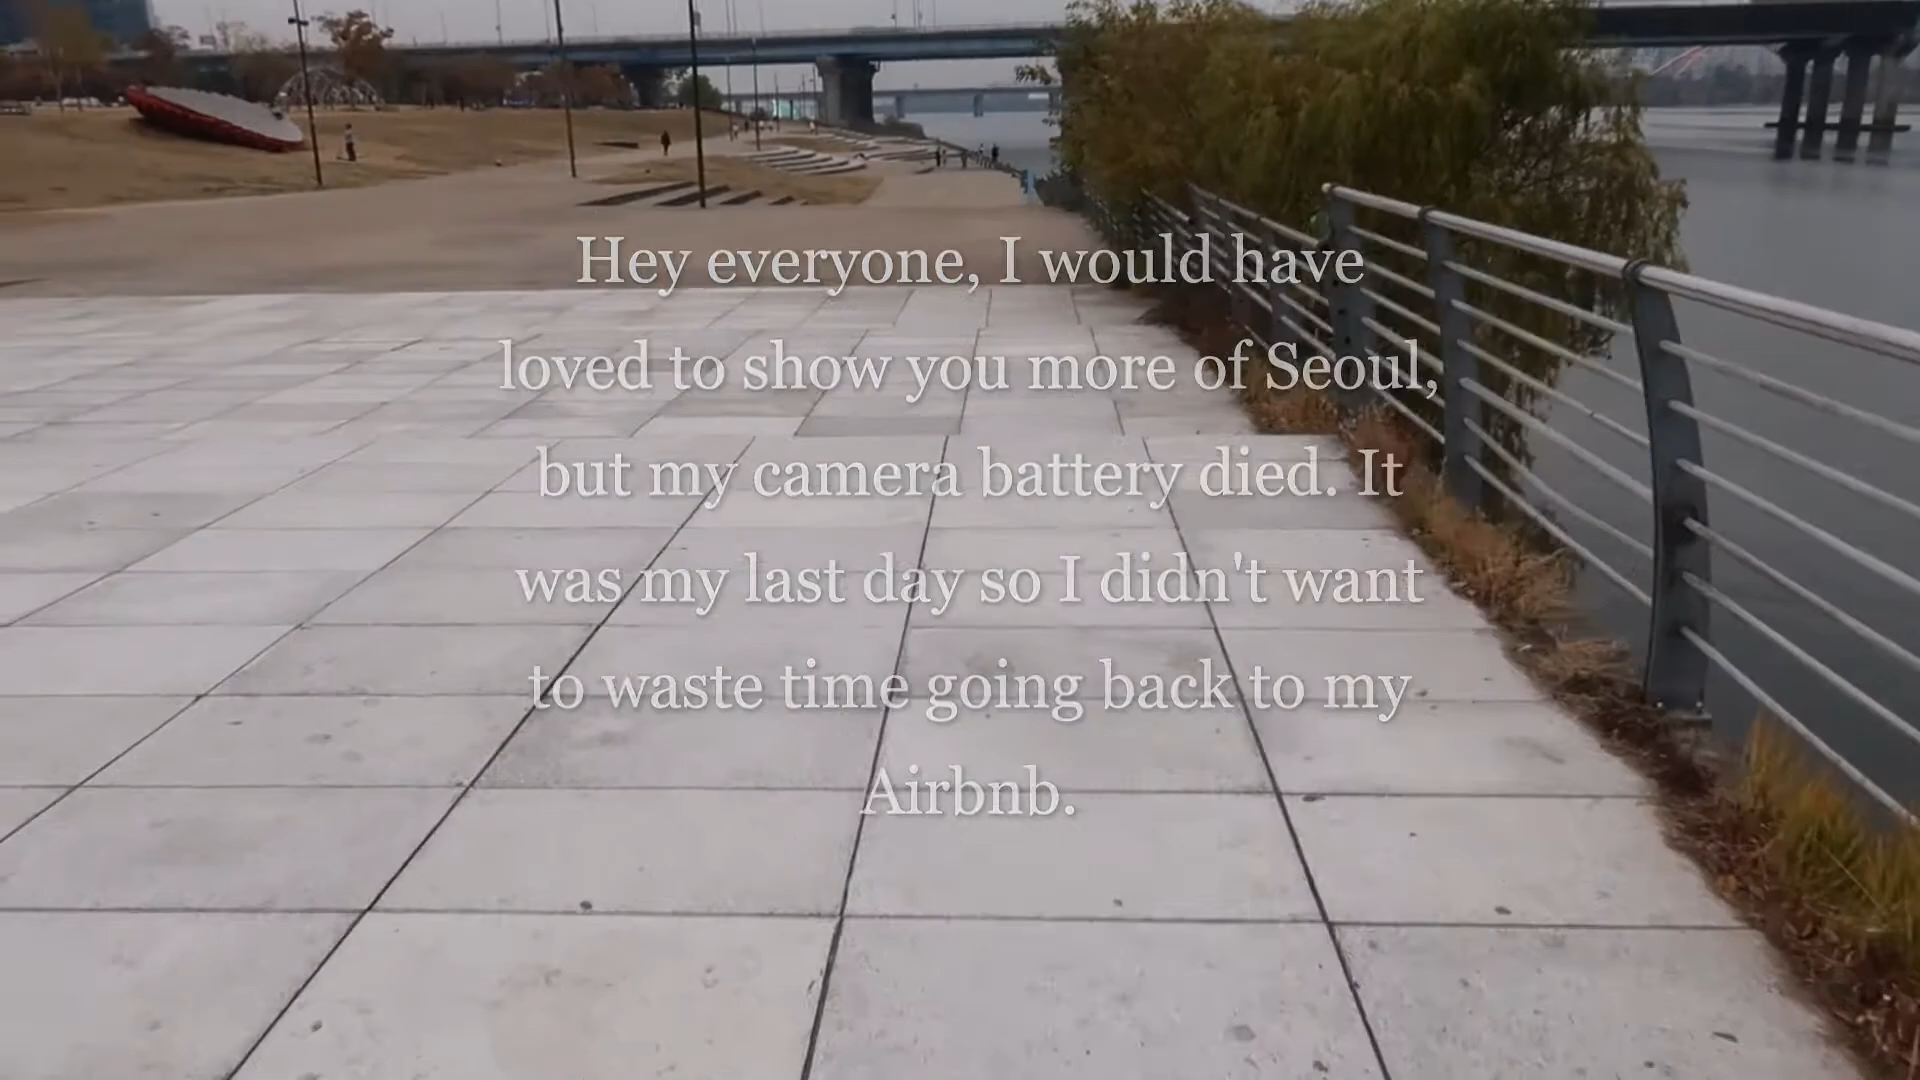 Hey everyone, I would have
loved to show you more of Seoul,
but my camera battery died. It
was my last day so I didn't want
to waste time going back to my
Airbnb.